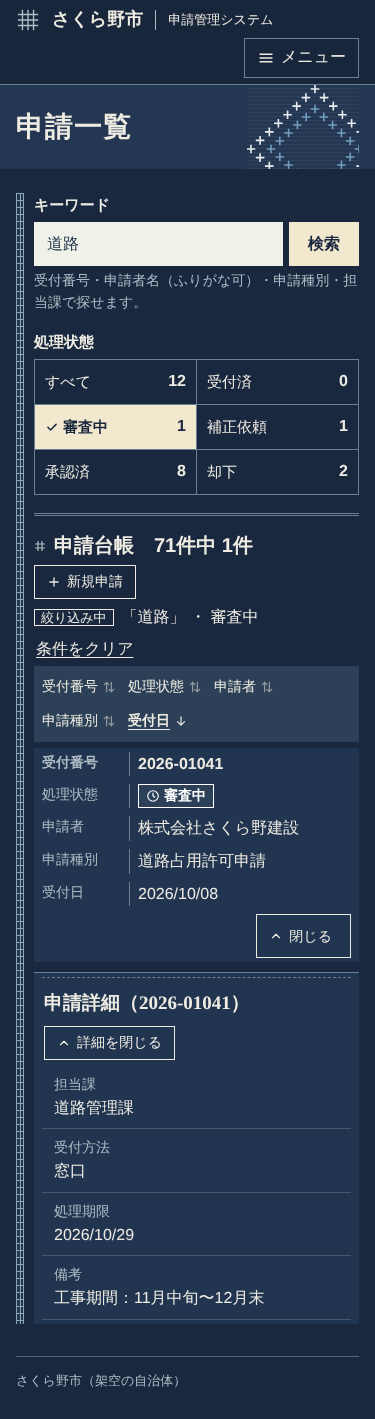 さくら野市 申請管理システム
メニュー
申請一覧
キーワード
道路 検索
受付番号・申請者名（ふりがな可）・申請種別・担
当課で探せます。
処理状態
すべて 12 受付済 0
審査中 1 補正依頼 1
承認済 8 却下 2
申請台帳 71件中 1件
新規申請
絞り込み中 「道路」 ・ 審査中
条件をクリア
受付番号 処理状態 申請者
申請種別 受付日
受付番号 2026-01041
処理状態 審査中
申請者 株式会社さくら野建設
申請種別 道路占用許可申請
受付日 2026/10/08
閉じる
申請詳細（2026-01041）
詳細を閉じる
担当課
道路管理課
受付方法
窓口
処理期限
2026/10/29
備考
工事期間：11月中旬〜12月末
さくら野市（架空の自治体）